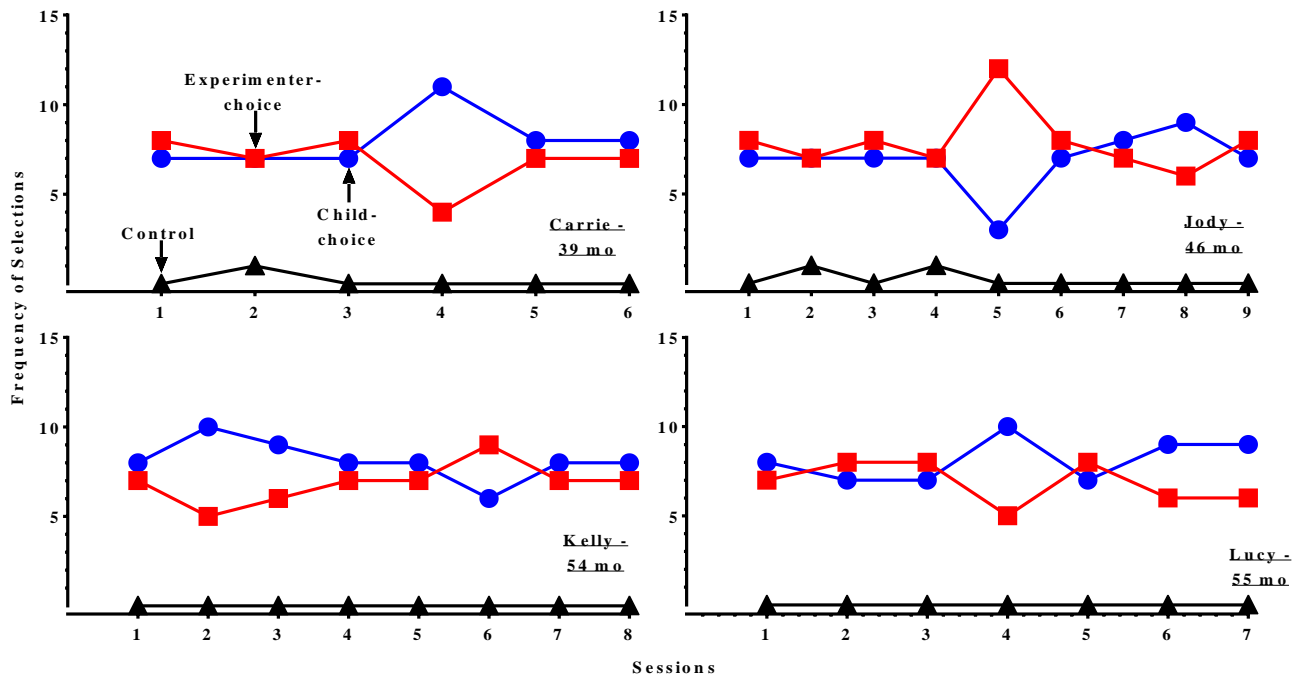 Frequency of Selections
15
10
5
Experimenter-
choice
Control
Child-
choice
Carrie -
39 mo
1 2 3 4 5 6
15
10
5
Jody -
46 mo
1 2 3 4 5 6 7 8 9
15
10
5
Kelly -
54 mo
1 2 3 4 5 6 7 8
15
10
5
Lucy -
55 mo
1 2 3 4 5 6 7
Sessions